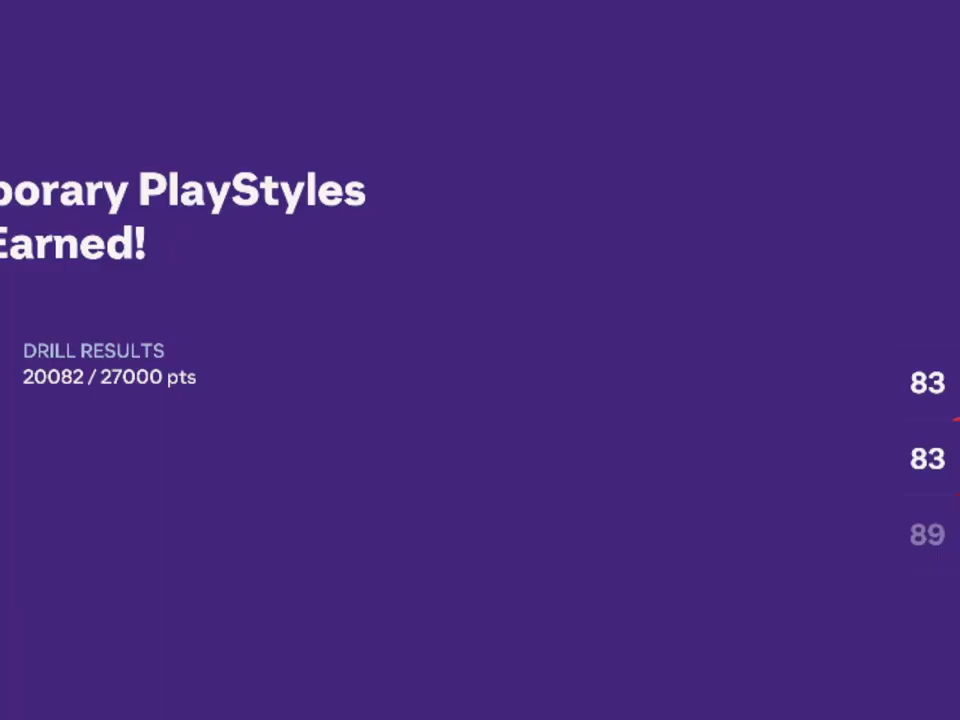 porary PlayStyles
Earned!
DRILL RESULTS
20082 / 27000 pts
83
83
89